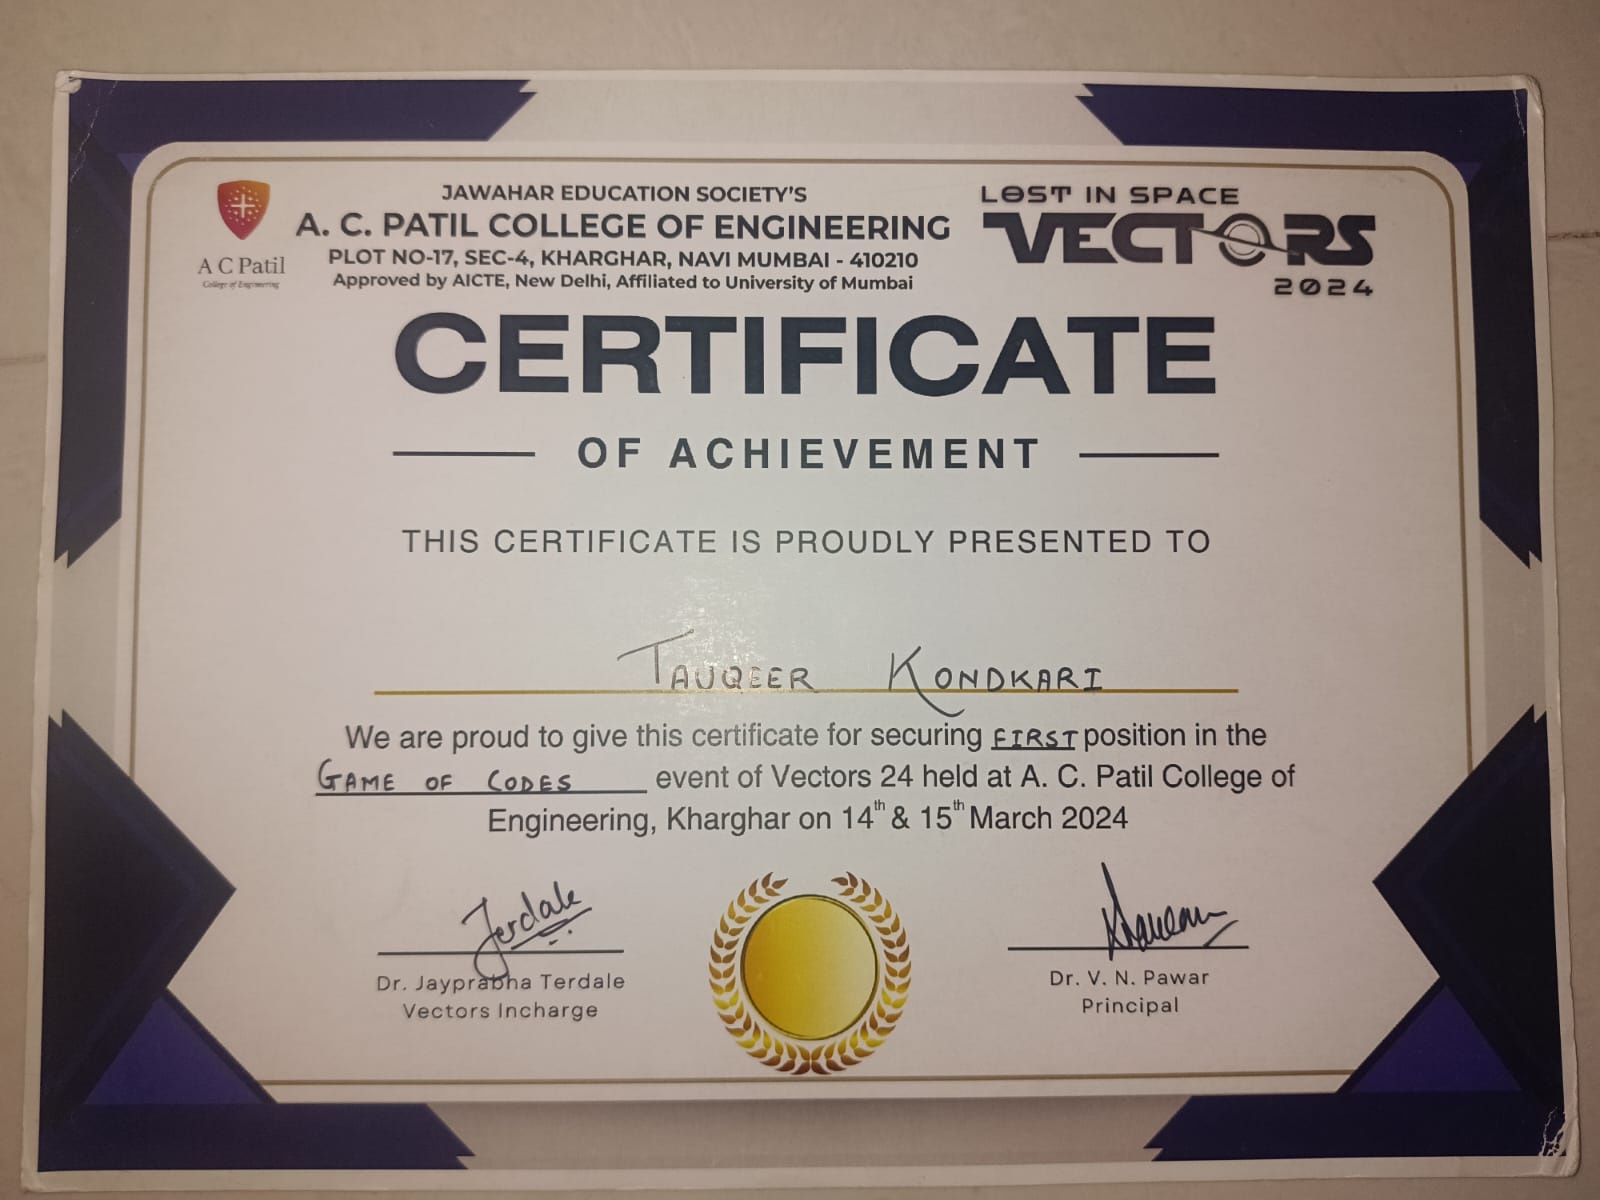 JAWAHAR EDUCATION SOCIETY'S
A. C. PATIL COLLEGE OF ENGINEERING
PLOT NO-17, SEC-4, KHARGHAR, NAVI MUMBAI - 410210
Approved by AICTE, New Delhi, Affiliated to University of Mumbai
A C Patil
College of Engineering
LOST IN SPACE
VECTORS
2024
CERTIFICATE
OF ACHIEVEMENT
THIS CERTIFICATE IS PROUDLY PRESENTED TO
TAUQEER KONDKARI
We are proud to give this certificate for securing FIRST position in the
GAME OF CODES event of Vectors 24 held at A. C. Patil College of
Engineering, Kharghar on 14th & 15th March 2024
Terdale
Dr. Jayprabha Terdale
Vectors Incharge
Dr. V. N. Pawar
Principal